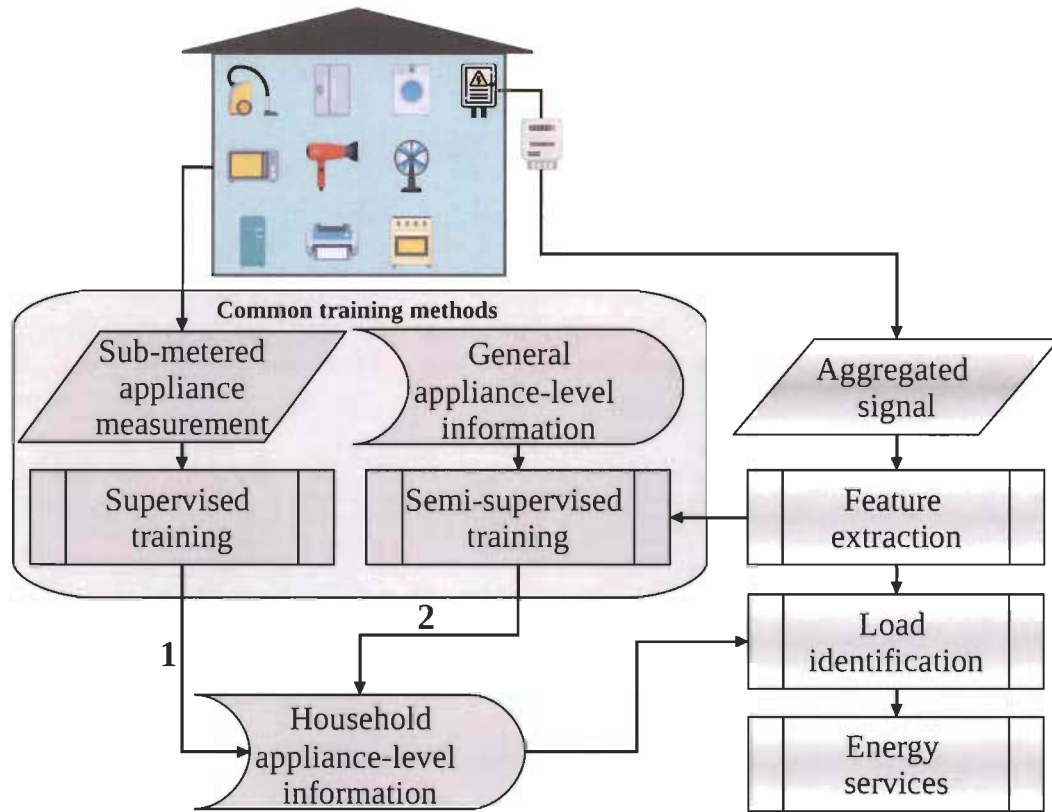 Common training methods
Sub-metered
appliance
measurement
General
appliance-level
information
Aggregated
signal
Supervised
training
Semi-supervised
training
Feature
extraction
1
2
Load
identification
Household
appliance-level
information
Energy
services